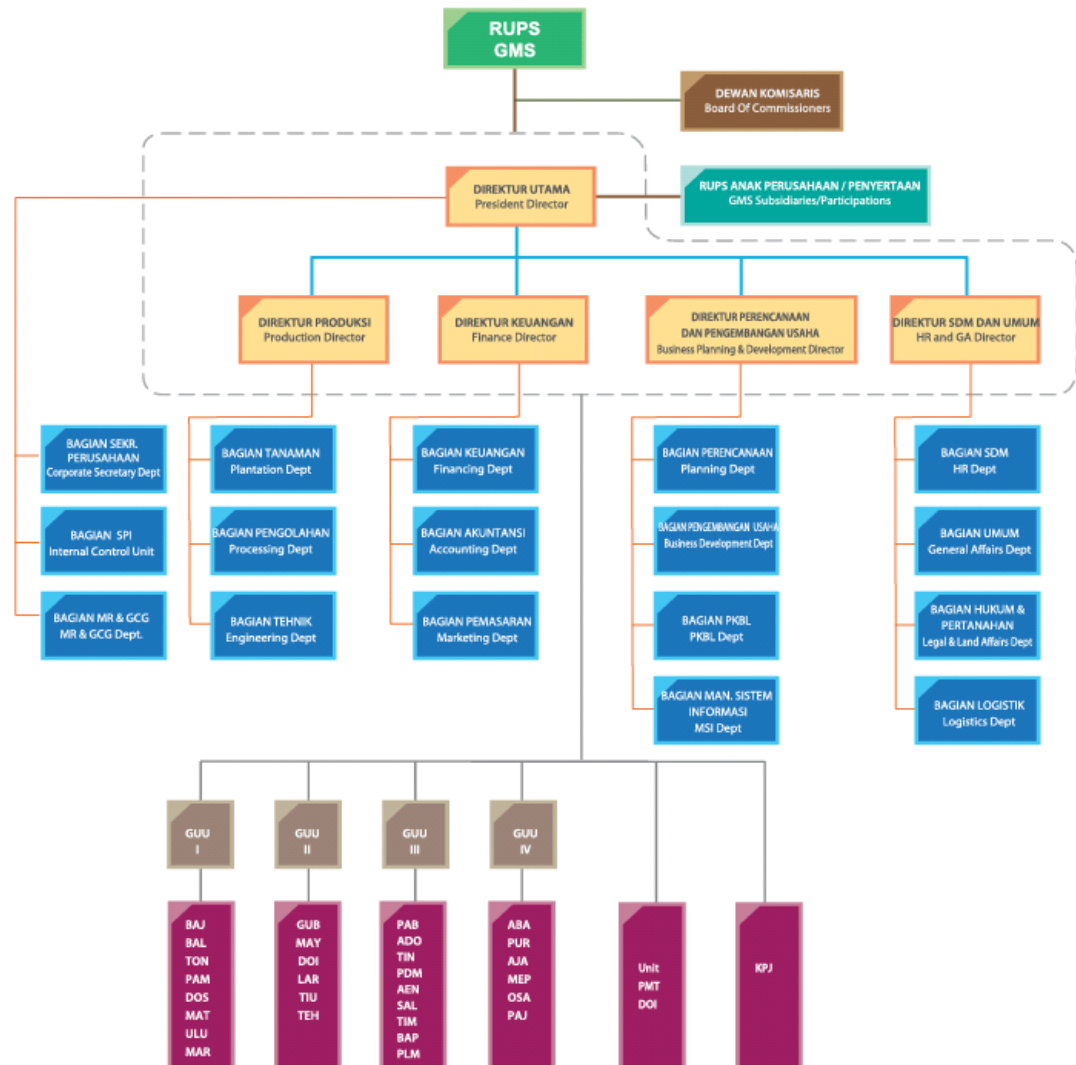 RUPS
GMS
DEWAN KOMISARIS
Board Of Commissioners
DIREKTUR UTAMA
President Director
RUPS ANAK PERUSAHAAN / PENYERTAAN
GMS Subsidiaries/Participations
DIREKTUR PRODUKSI
Production Director
DIREKTUR KEUANGAN
Finance Director
DIREKTUR PERENCANAAN
DAN PENGEMBANGAN USAHA
Business Planning & Development Director
DIREKTUR SDM DAN UMUM
HR and GA Director
BAGIAN SEKR.
PERUSAHAAN
Corporate Secretary Dept
BAGIAN SPI
Internal Control Unit
BAGIAN MR & GCG
MR & GCG Dept.
BAGIAN TANAMAN
Plantation Dept
BAGIAN PENGOLAHAN
Processing Dept
BAGIAN TEHNIK
Engineering Dept
BAGIAN KEUANGAN
Financing Dept
BAGIAN AKUNTANSI
Accounting Dept
BAGIAN PEMASARAN
Marketing Dept
BAGIAN PERENCANAAN
Planning Dept
BAGIAN PENGEMBANGAN USAHA
Business Development Dept
BAGIAN PKBL
PKBL Dept
BAGIAN MAN. SISTEM
INFORMASI
MSI Dept
BAGIAN SDM
HR Dept
BAGIAN UMUM
General Affairs Dept
BAGIAN HUKUM &
PERTANAHAN
Legal & Land Affairs Dept
BAGIAN LOGISTIK
Logistics Dept
GUU
I
GUU
II
GUU
III
GUU
IV
BAJ
BAL
TON
PAM
DOS
MAT
ULU
MAR
GUB
MAY
DOI
LAR
TIU
TEH
PAB
ADO
TIN
PDM
AEN
SAL
TIM
BAP
PLM
ABA
PUR
AJA
MEP
OSA
PAJ
Unit
PMT
DOI
KPJ